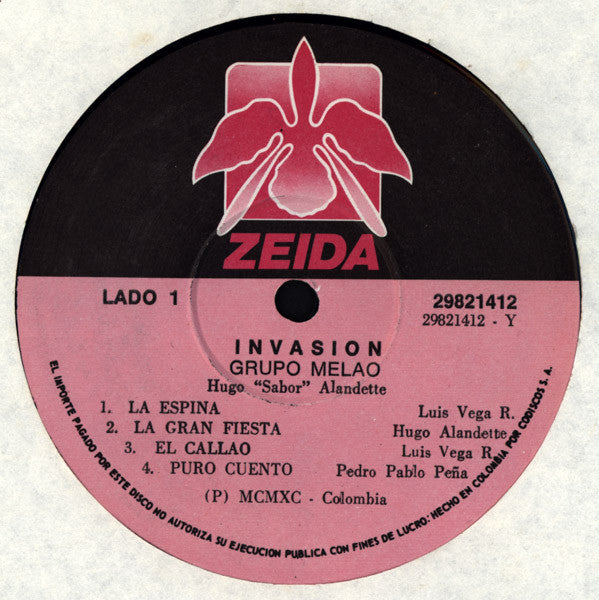 ZEIDA
LADO 1
29821412
29821412 - Y
INVASION
GRUPO MELAO
Hugo "Sabor" Alandette
1. LA ESPINA Luis Vega R.
2. LA GRAN FIESTA Hugo Alandette
3. EL CALLAO Luis Vega R.
4. PURO CUENTO Pedro Pablo Peña
(P) MCMXC - Colombia
EL IMPORTE PAGADO POR ESTE DISCO NO AUTORIZA SU EJECUCION PUBLICA CON FINES DE LUCRO: HECHO EN COLOMBIA POR CODISCOS S.A.